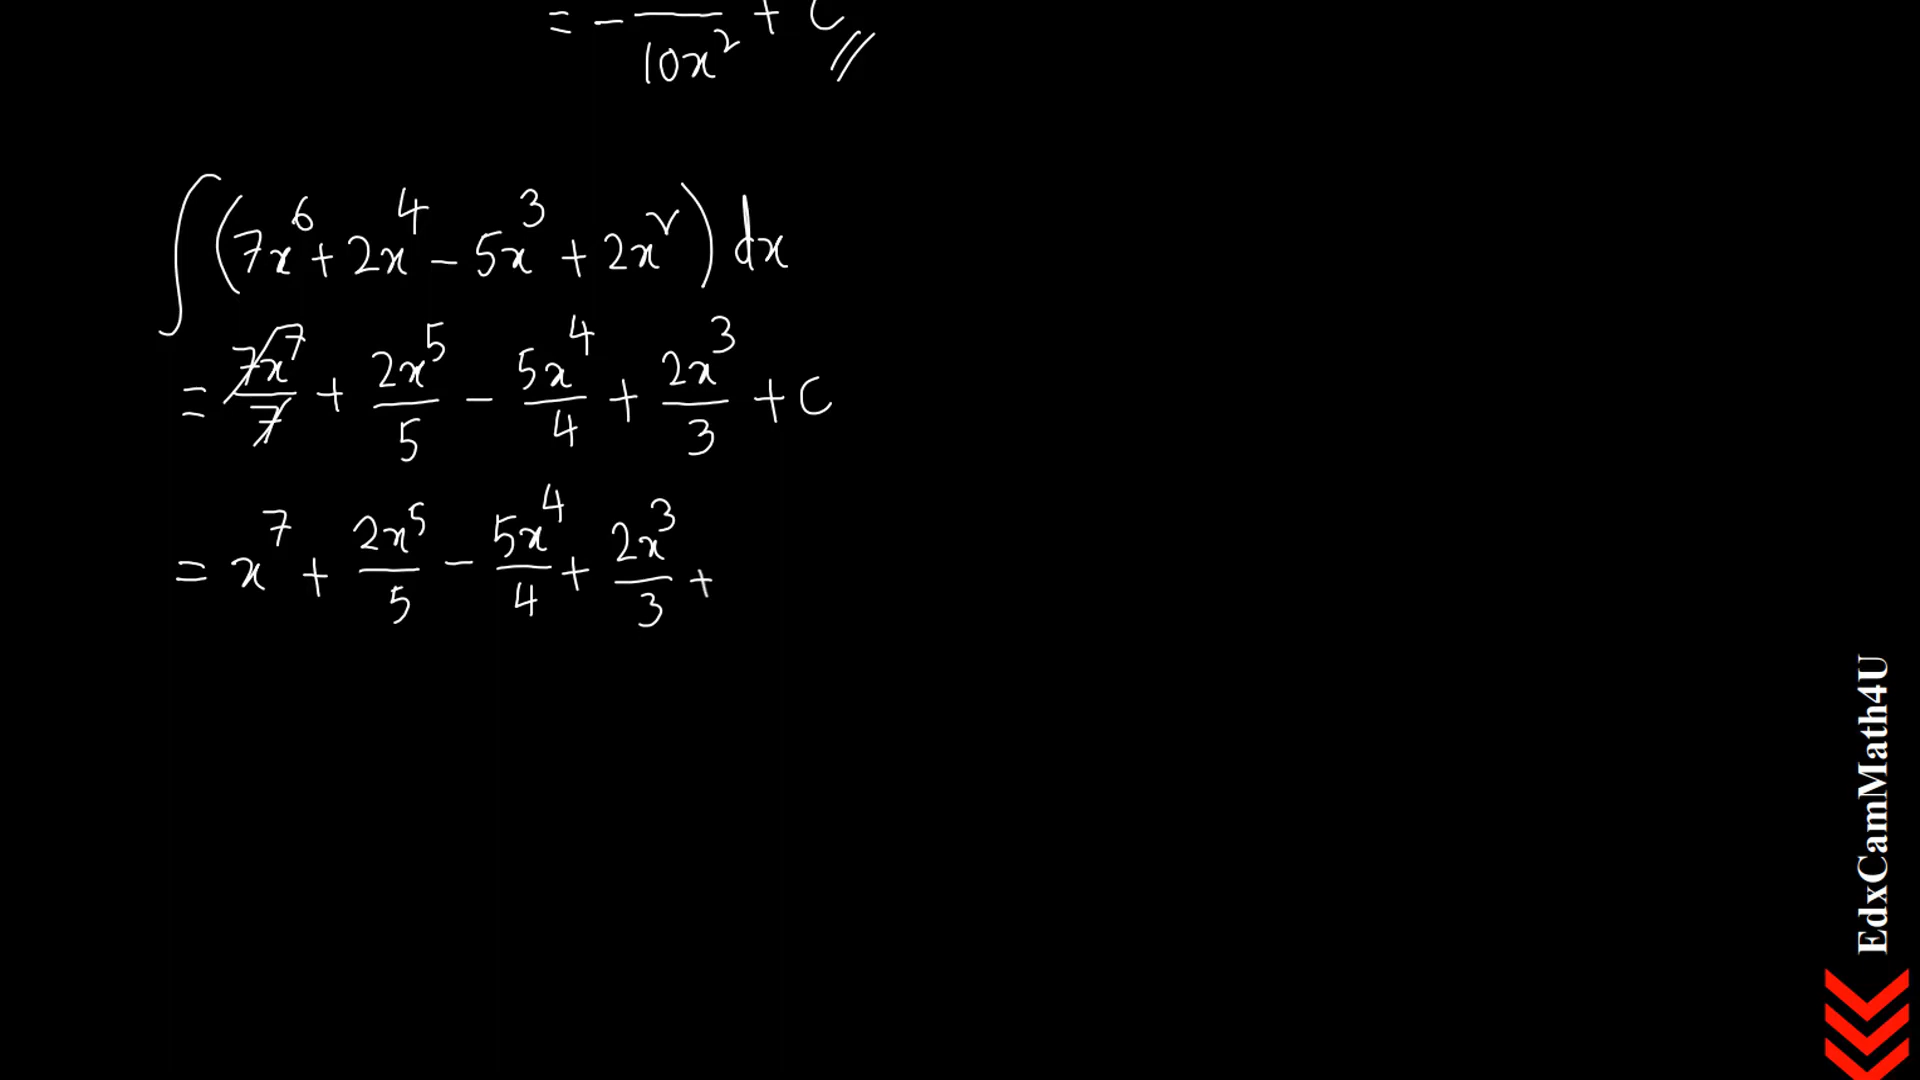 = - ―/10x² + C //
∫(7x⁶ + 2x⁴ - 5x³ + 2x²) dx
= 7x⁷/7 + 2x⁵/5 - 5x⁴/4 + 2x³/3 + C
= x⁷ + 2x⁵/5 - 5x⁴/4 + 2x³/3 +
EdxCamMath4U